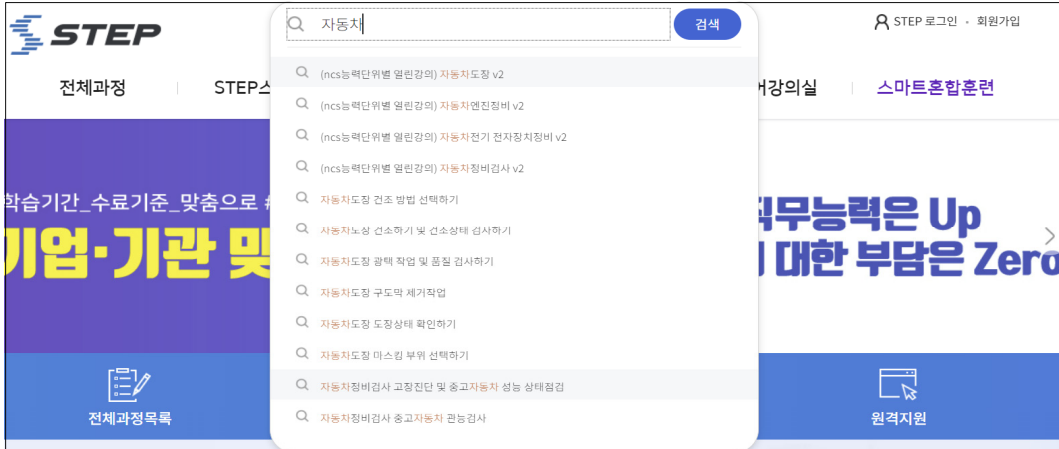 STEP
자동차
검색
STEP 로그인 • 회원가입
전체과정
STEP스
강의실
스마트혼합훈련
(ncs능력단위별 열린강의) 자동차도장 v2
(ncs능력단위별 열린강의) 자동차엔진정비 v2
(ncs능력단위별 열린강의) 자동차전기 전자장치정비 v2
(ncs능력단위별 열린강의) 자동차정비검사 v2
자동차도장 건조 방법 선택하기
자동차도장 건조하기 및 건조상태 검사하기
자동차도장 광택 작업 및 품질 검사하기
자동차도장 구도막 제거작업
자동차도장 도장상태 확인하기
자동차도장 마스킹 부위 선택하기
자동차정비검사 고장진단 및 중고자동차 성능 상태점검
자동차정비검사 중고자동차 관능검사
학습기간_수료기준_맞춤으로 #
기업·기관 맞
직무능력은 Up
대한 부담은 Zero
전체과정목록
원격지원